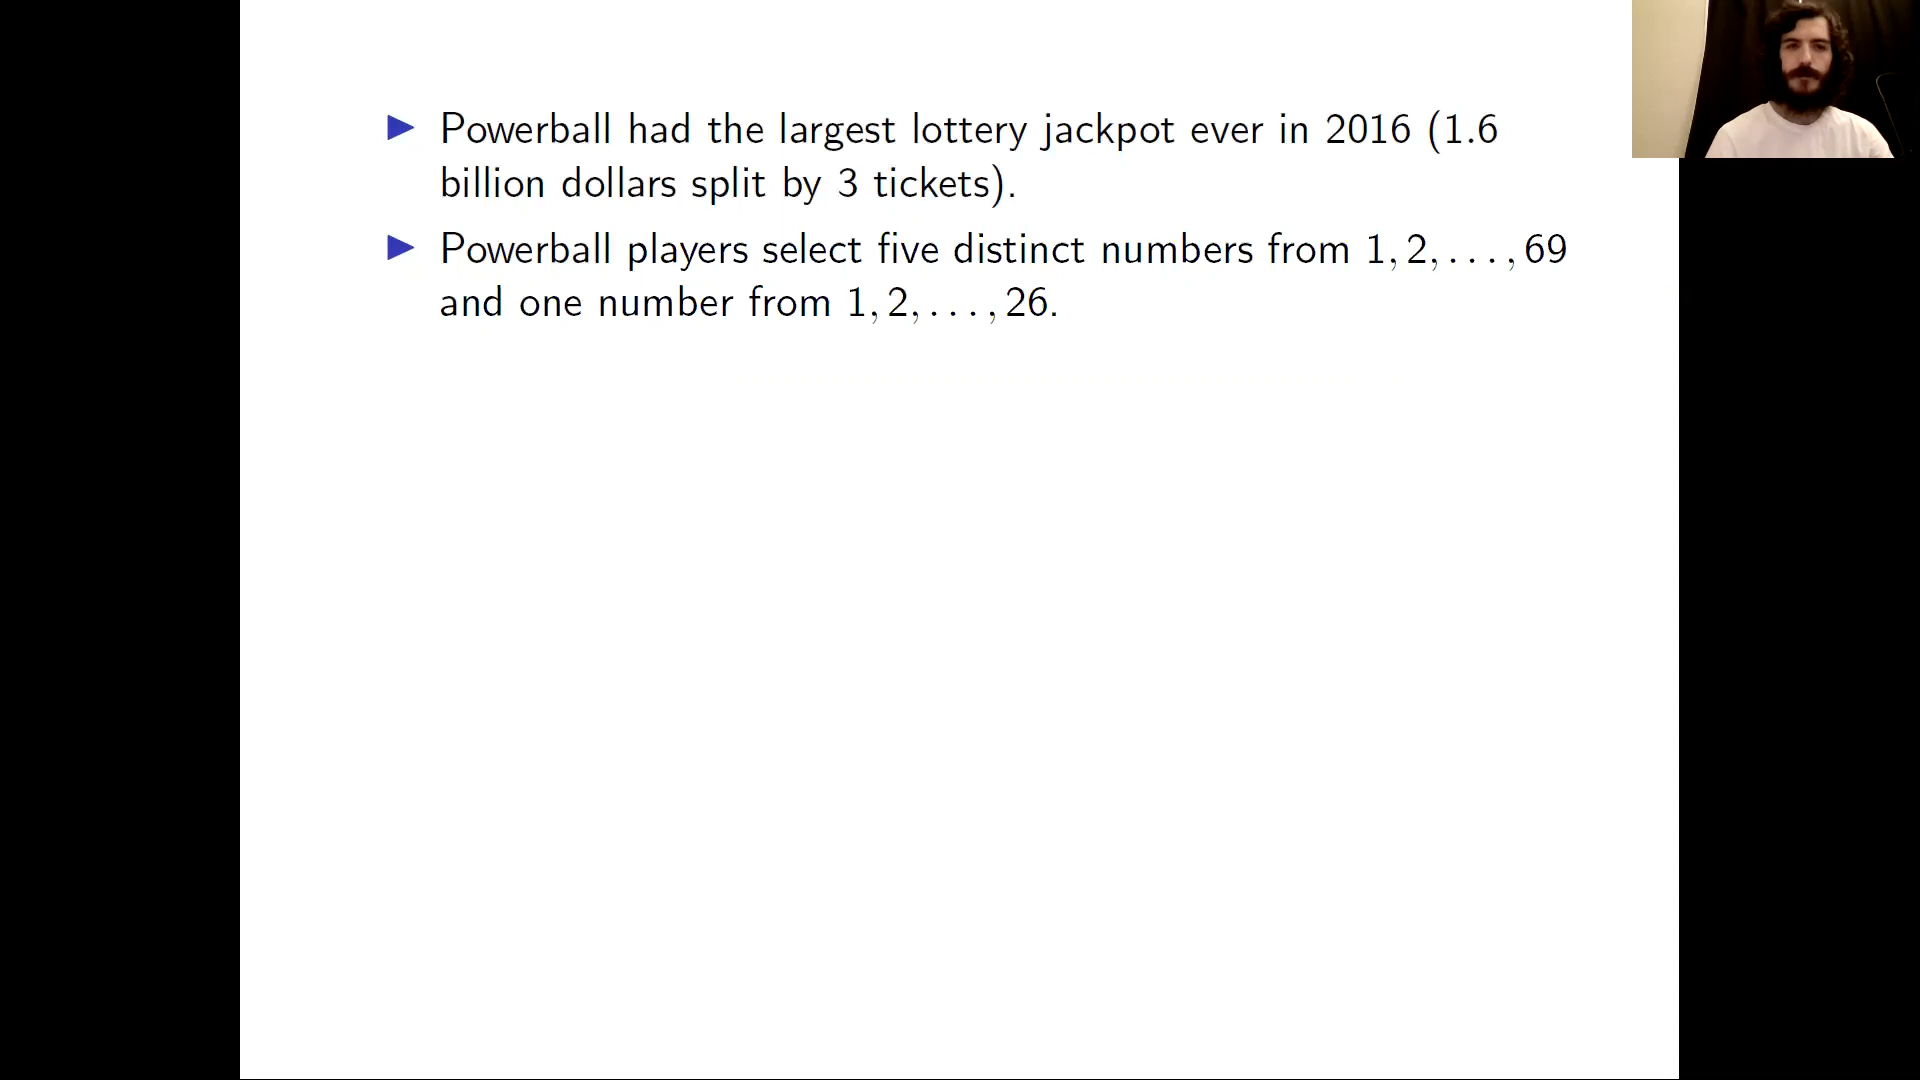 ▶ Powerball had the largest lottery jackpot ever in 2016 (1.6
billion dollars split by 3 tickets).
▶ Powerball players select five distinct numbers from 1, 2, . . . , 69
and one number from 1, 2, . . . , 26.